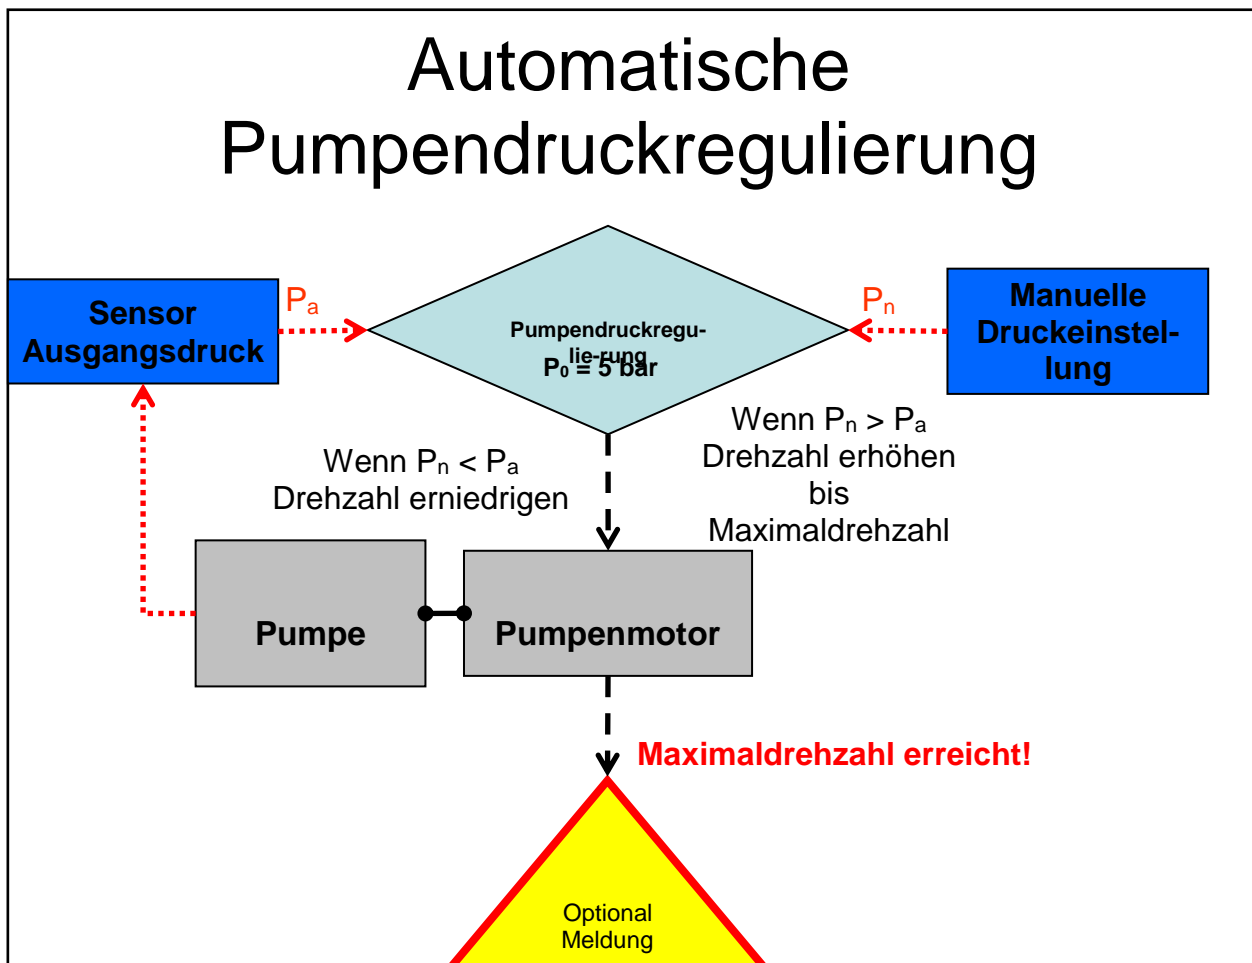 Automatische
Pumpendruckregulierung
Sensor
Ausgangsdruck
Pa
Pumpendruckregu-
lie-rung
P0 = 5 bar
Pn
Manuelle
Druckeinstel-
lung
Wenn Pn < Pa
Drehzahl erniedrigen
Wenn Pn > Pa
Drehzahl erhöhen
bis
Maximaldrehzahl
Pumpe
Pumpenmotor
Maximaldrehzahl erreicht!
Optional
Meldung